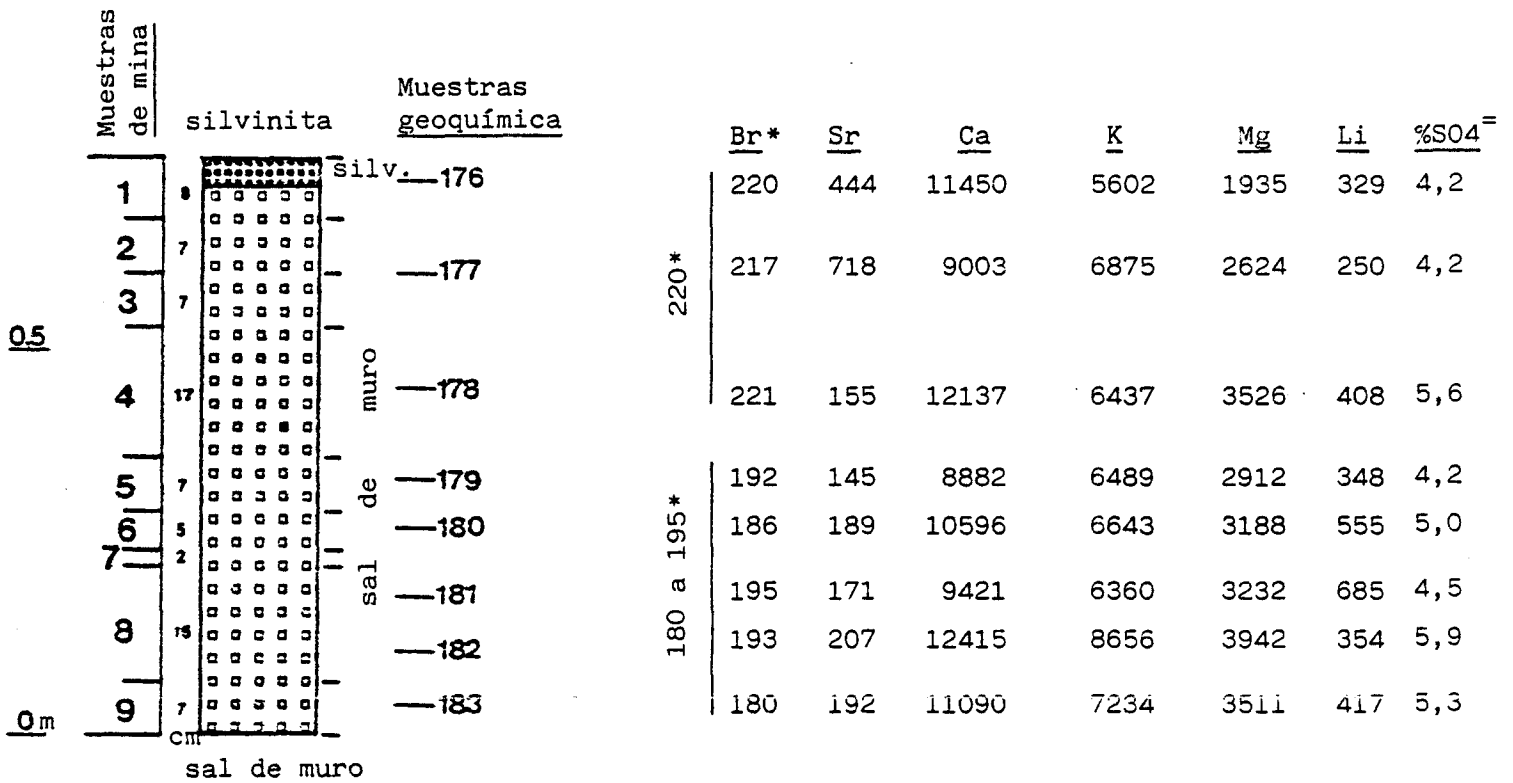 Muestras de mina
silvinita
Muestras
geoquímica
Br* Sr Ca K Mg Li %SO4=
silv.
1 8 176 220 444 11450 5602 1935 329 4,2
2 7 177 217 718 9003 6875 2624 250 4,2
3 7
220*
0.5
4 17 178 221 155 12137 6437 3526 408 5,6
5 7 179 192 145 8882 6489 2912 348 4,2
6 5 180 186 189 10596 6643 3188 555 5,0
7 2
181 195 171 9421 6360 3232 685 4,5
8 182 193 207 12415 8656 3942 354 5,9
180 a 195*
9 7 183 180 192 11090 7234 3511 417 5,3
sal de muro
0 m
cm
sal de muro